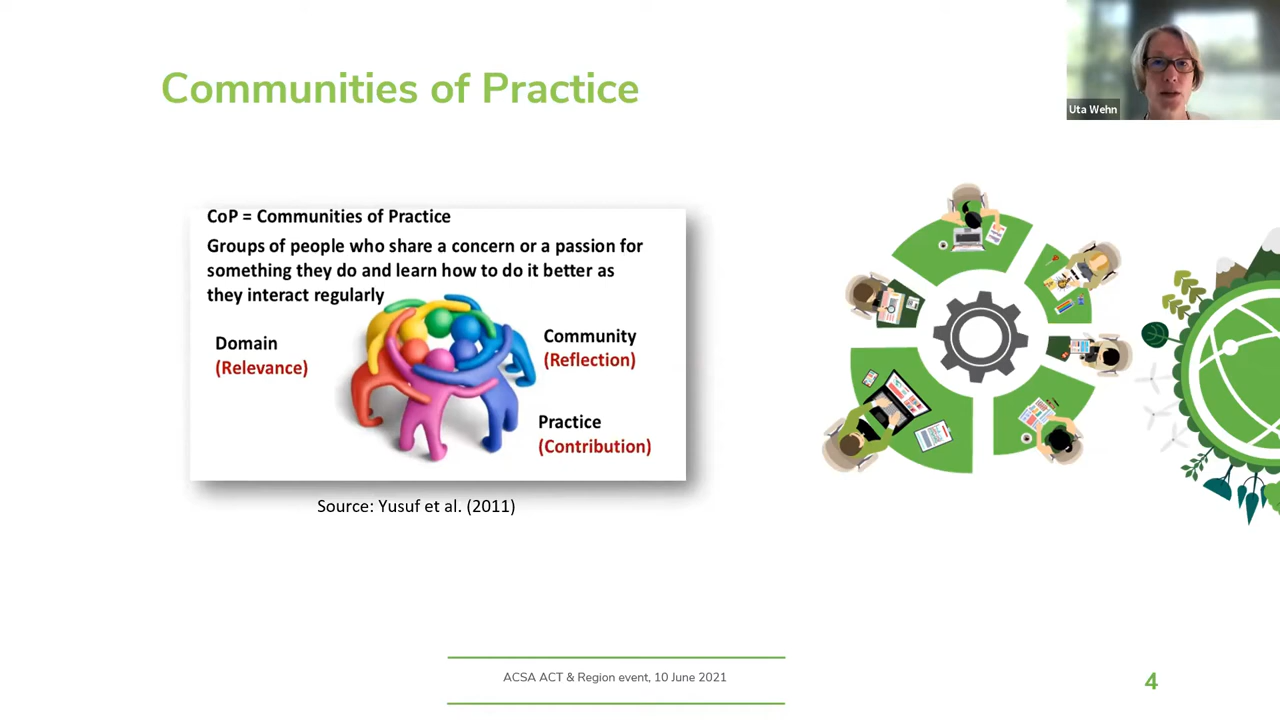 Communities of Practice
Uta Wehn
CoP = Communities of Practice
Groups of people who share a concern or a passion for
something they do and learn how to do it better as
they interact regularly
Domain
(Relevance)
Community
(Reflection)
Practice
(Contribution)
Source: Yusuf et al. (2011)
ACSA ACT & Region event, 10 June 2021
4